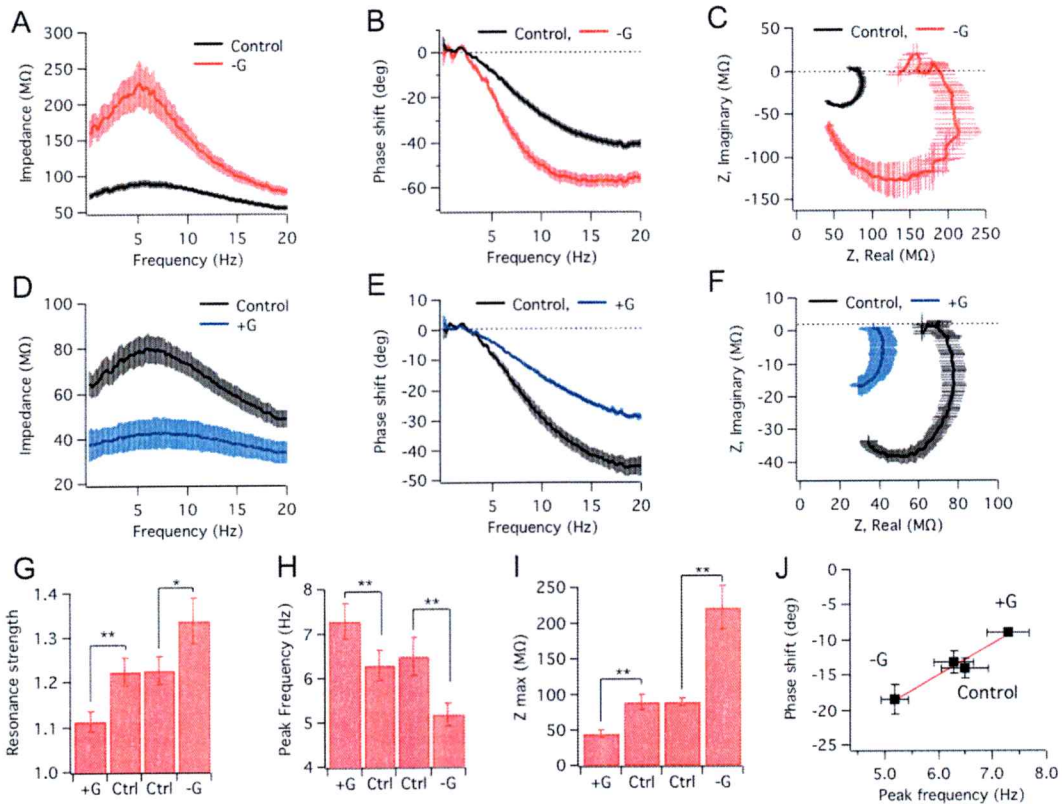 A
Control
-G
Impedance (MΩ)
250
200
150
100
50
5
10
15
20
Frequency (Hz)
B
Control, -G
Phase shift (deg)
0
-20
-40
-60
5
10
15
20
Frequency (Hz)
C
Control, -G
Z, Imaginary (MΩ)
50
0
-50
-100
-150
0
50
100
150
200
250
Z, Real (MΩ)
D
Control
+G
Impedance (MΩ)
100
80
60
40
20
5
10
15
20
Frequency (Hz)
E
Control, +G
Phase shift (deg)
10
0
-10
-20
-30
-40
-50
5
10
15
20
Frequency (Hz)
F
Control, +G
Z, Imaginary (MΩ)
10
0
-10
-20
-30
-40
0
20
40
60
80
100
Z, Real (MΩ)
G
Resonance strength
1.4
1.3
1.2
1.1
1.0
**
*
+G Ctrl Ctrl -G
H
Peak Frequency (Hz)
8
7
6
5
4
**
**
+G Ctrl Ctrl -G
I
Z max (MΩ)
250
200
150
100
50
0
**
**
+G Ctrl Ctrl -G
J
Phase shift (deg)
0
-5
-10
-15
-20
-25
+G
-G
Control
5.0
6.0
7.0
8.0
Peak frequency (Hz)